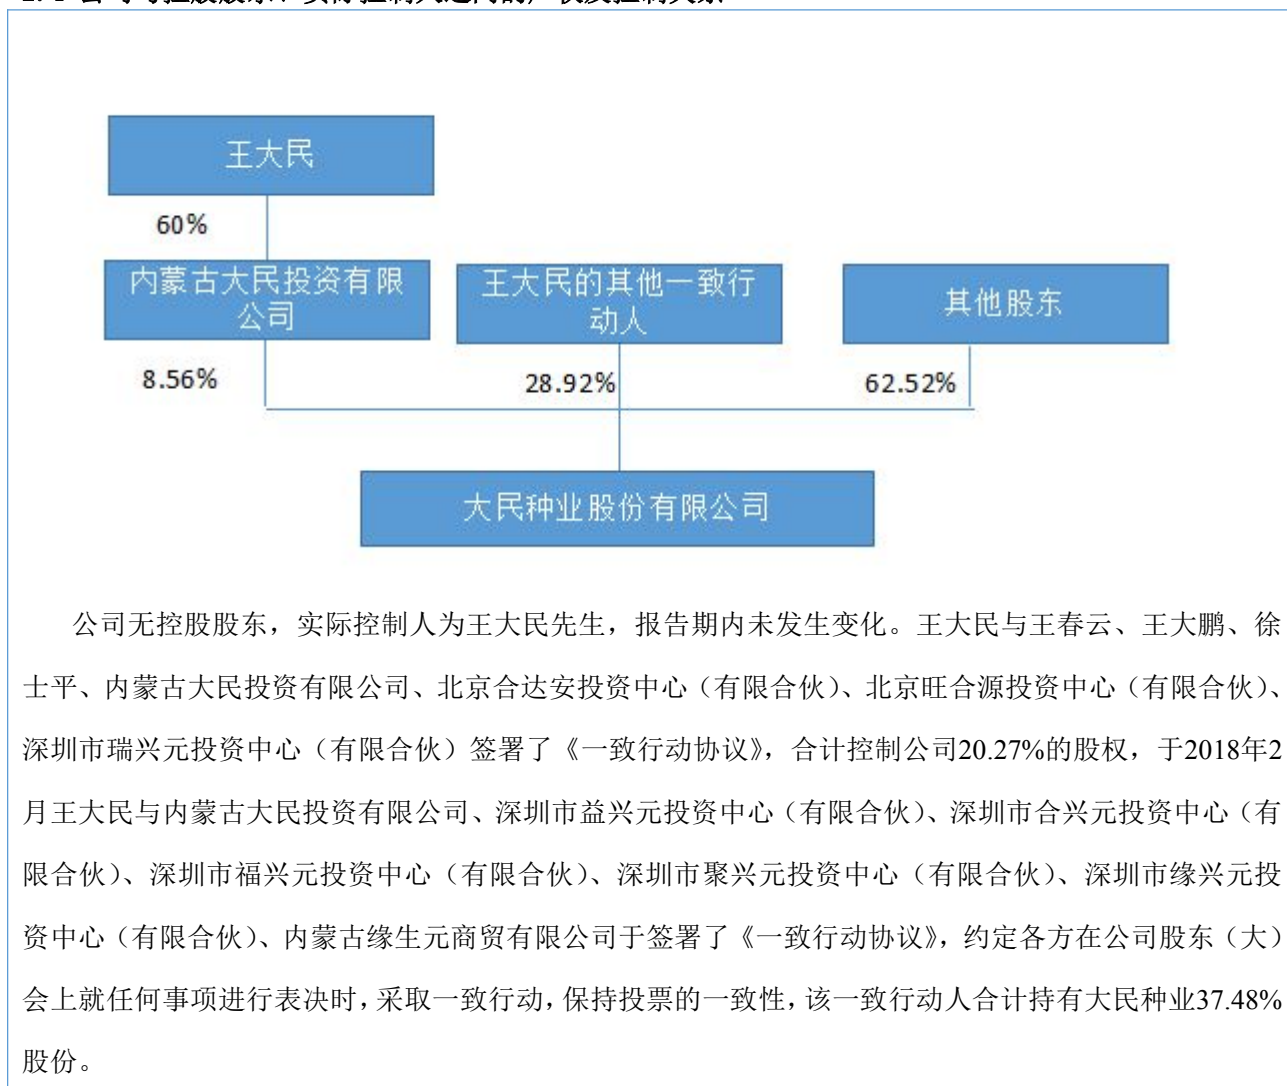 王大民
60%
内蒙古大民投资有限
公司
王大民的其他一致行
动人
其他股东
8.56%
28.92%
62.52%
大民种业股份有限公司
公司无控股股东，实际控制人为王大民先生，报告期内未发生变化。王大民与王春云、王大鹏、徐
士平、内蒙古大民投资有限公司、北京合达安投资中心（有限合伙）、北京旺合源投资中心（有限合伙）、
深圳市瑞兴元投资中心（有限合伙）签署了《一致行动协议》，合计控制公司20.27%的股权，于2018年2
月王大民与内蒙古大民投资有限公司、深圳市益兴元投资中心（有限合伙）、深圳市合兴元投资中心（有
限合伙）、深圳市福兴元投资中心（有限合伙）、深圳市聚兴元投资中心（有限合伙）、深圳市缘兴元投
资中心（有限合伙）、内蒙古缘生元商贸有限公司于签署了《一致行动协议》，约定各方在公司股东（大）
会上就任何事项进行表决时，采取一致行动，保持投票的一致性，该一致行动人合计持有大民种业37.48%
股份。